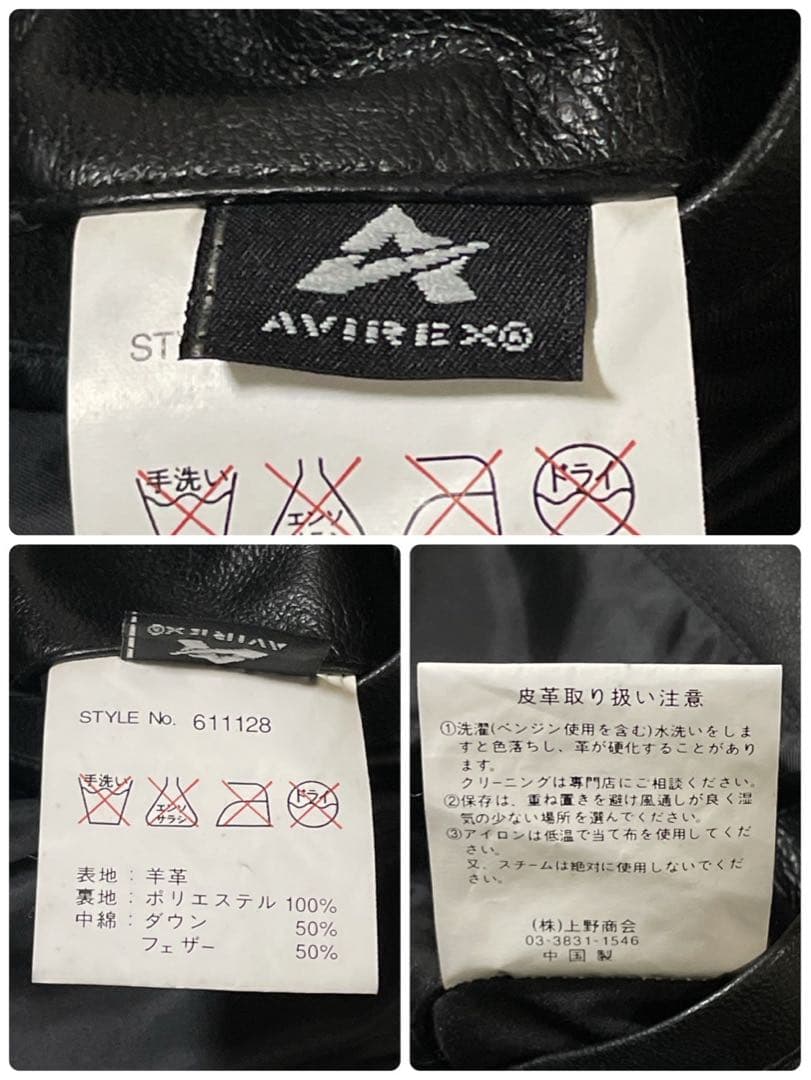 AVIREX®
ST
手洗い
エンソ
ドライ
AVIREX®
STYLE No. 611128
手洗い
エンソ
サラシ
ドライ
表地：羊革
裏地：ポリエステル 100%
中綿：ダウン 50%
フェザー 50%
皮革取り扱い注意
①洗濯(ベンジン使用を含む)水洗いをしま
すと色落ちし、革が硬化することがあり
ます。
クリーニングは専門店にご相談ください。
②保存は、重ね置きを避け風通しが良く湿
気の少ない場所を選んでください。
③アイロンは低温で当て布を使用してくだ
さい。
又、スチームは絶対に使用しないでくだ
さい。
(株)上野商会
03-3831-1546
中国製